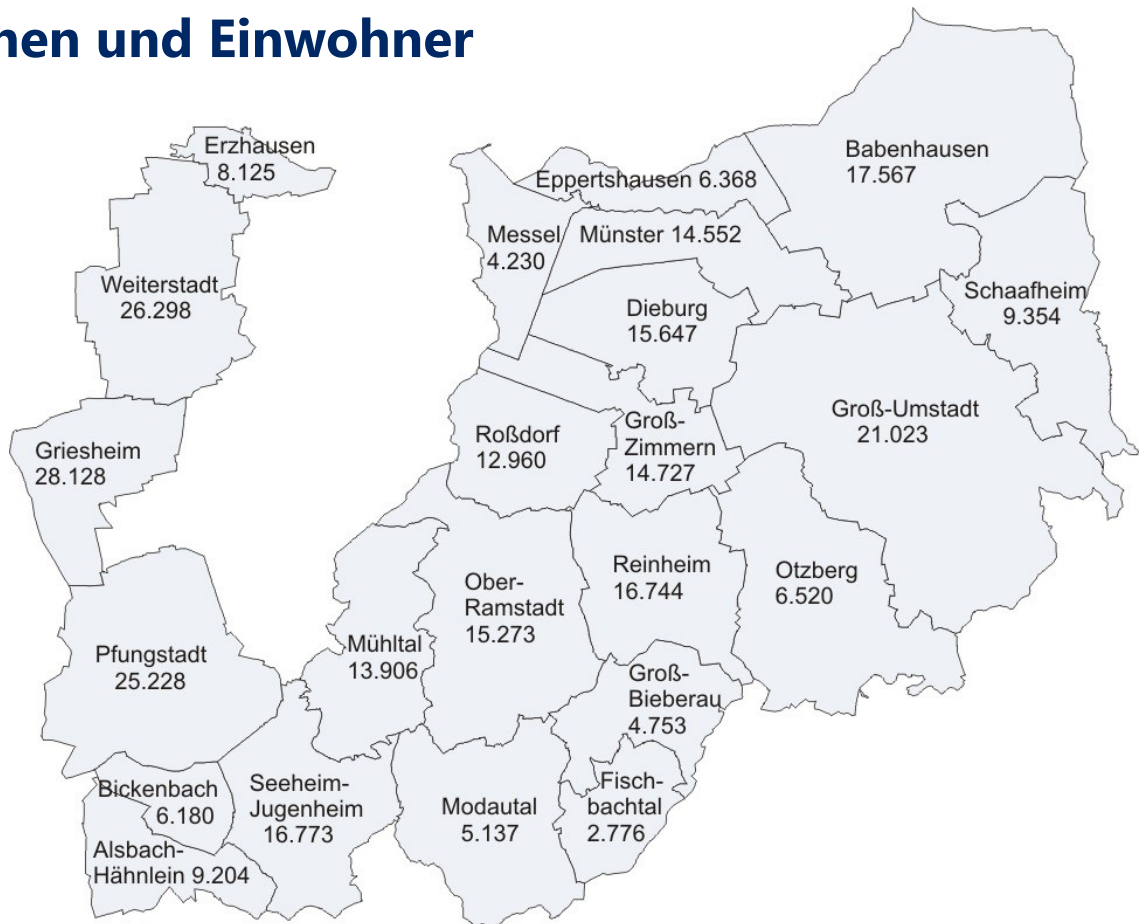 nen und Einwohner
Erzhausen
8.125
Babenhausen
17.567
Eppertshausen 6.368
Messel
4.230
Münster 14.552
Weiterstadt
26.298
Schaafheim
9.354
Dieburg
15.647
Groß-Umstadt
21.023
Griesheim
28.128
Roßdorf
12.960
Groß-
Zimmern
14.727
Reinheim
16.744
Otzberg
6.520
Ober-
Ramstadt
15.273
Mühltal
13.906
Pfungstadt
25.228
Groß-
Bieberau
4.753
Bickenbach
6.180
Seeheim-
Jugenheim
16.773
Modautal
5.137
Fisch-
bachtal
2.776
Alsbach-
Hähnlein 9.204